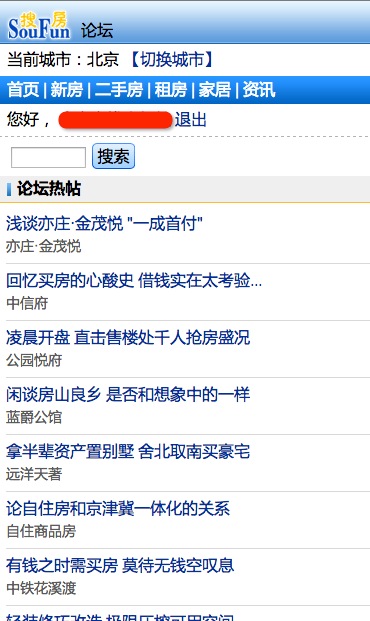 搜房
SouFun 论坛
当前城市：北京 【切换城市】
首页 | 新房 | 二手房 | 租房 | 家居 | 资讯
您好， 退出
搜索
论坛热帖
浅谈亦庄·金茂悦 "一成首付"
亦庄·金茂悦
回忆买房的心酸史 借钱实在太考验...
中信府
凌晨开盘 直击售楼处千人抢房盛况
公园悦府
闲谈房山良乡 是否和想象中的一样
蓝爵公馆
拿半辈资产置别墅 舍北取南买豪宅
远洋天著
论自住房和京津冀一体化的关系
自住商品房
有钱之时需买房 莫待无钱空叹息
中铁花溪渡